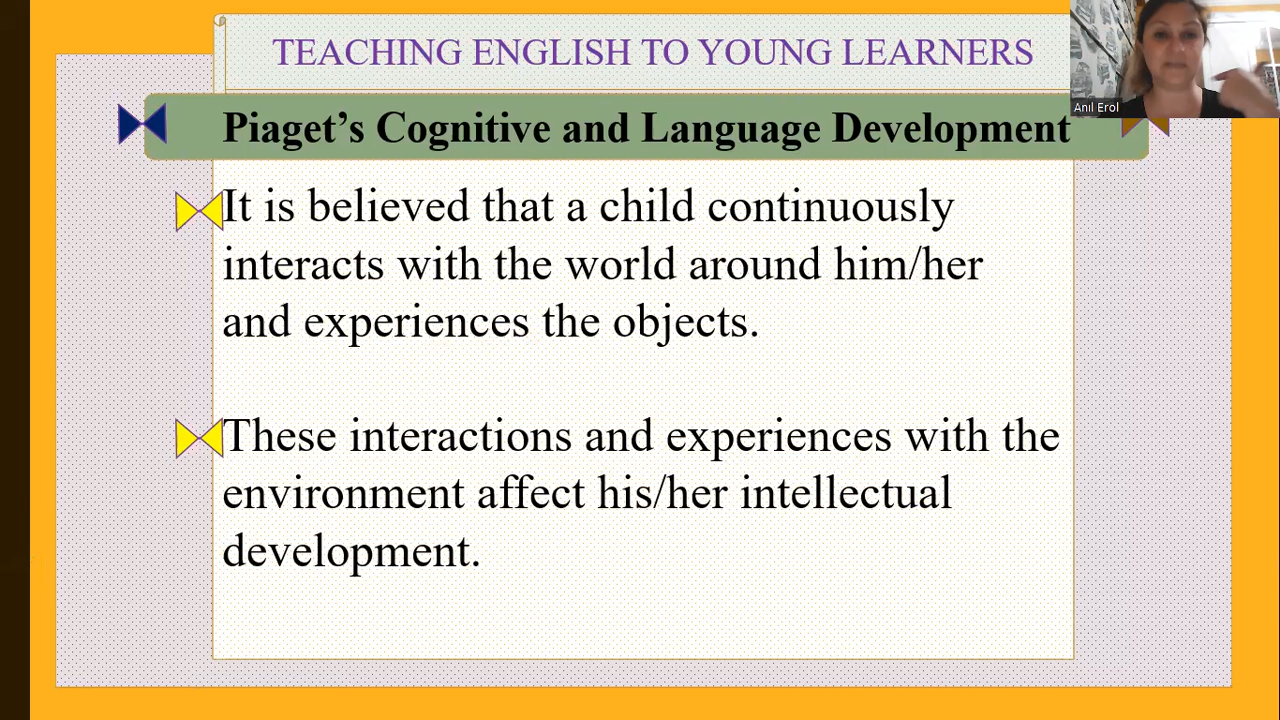 TEACHING ENGLISH TO YOUNG LEARNERS
Anıl Erol
Piaget’s Cognitive and Language Development
It is believed that a child continuously
interacts with the world around him/her
and experiences the objects.
These interactions and experiences with the
environment affect his/her intellectual
development.